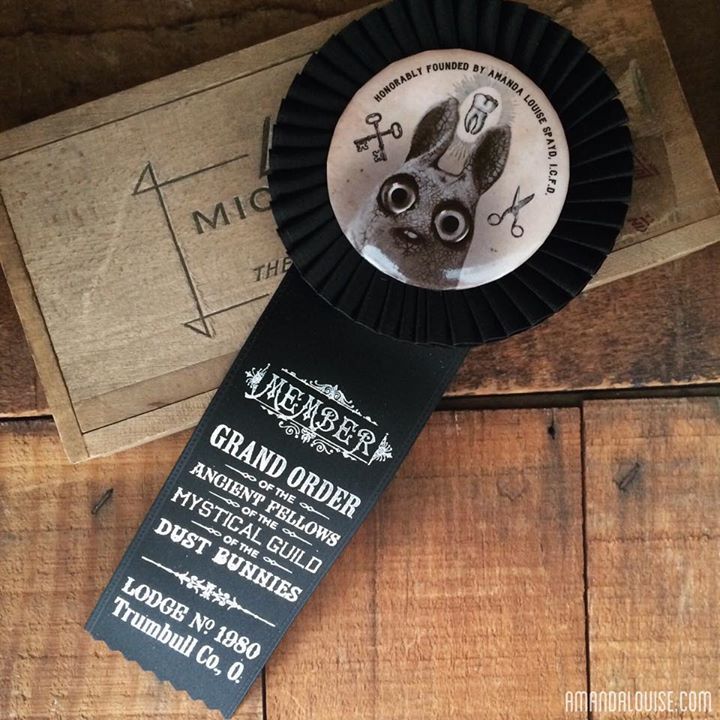 HONORABLY FOUNDED BY AMANDA LOUISE SPAYD, I.C.F.D.
MIC
THE
MEMBER
GRAND ORDER
OF THE
ANCIENT FELLOWS
OF THE
MYSTICAL GUILD
OF THE
DUST BUNNIES
LODGE Nº 1980
Trumbull Co, O.
AMANDALOUISE.COM